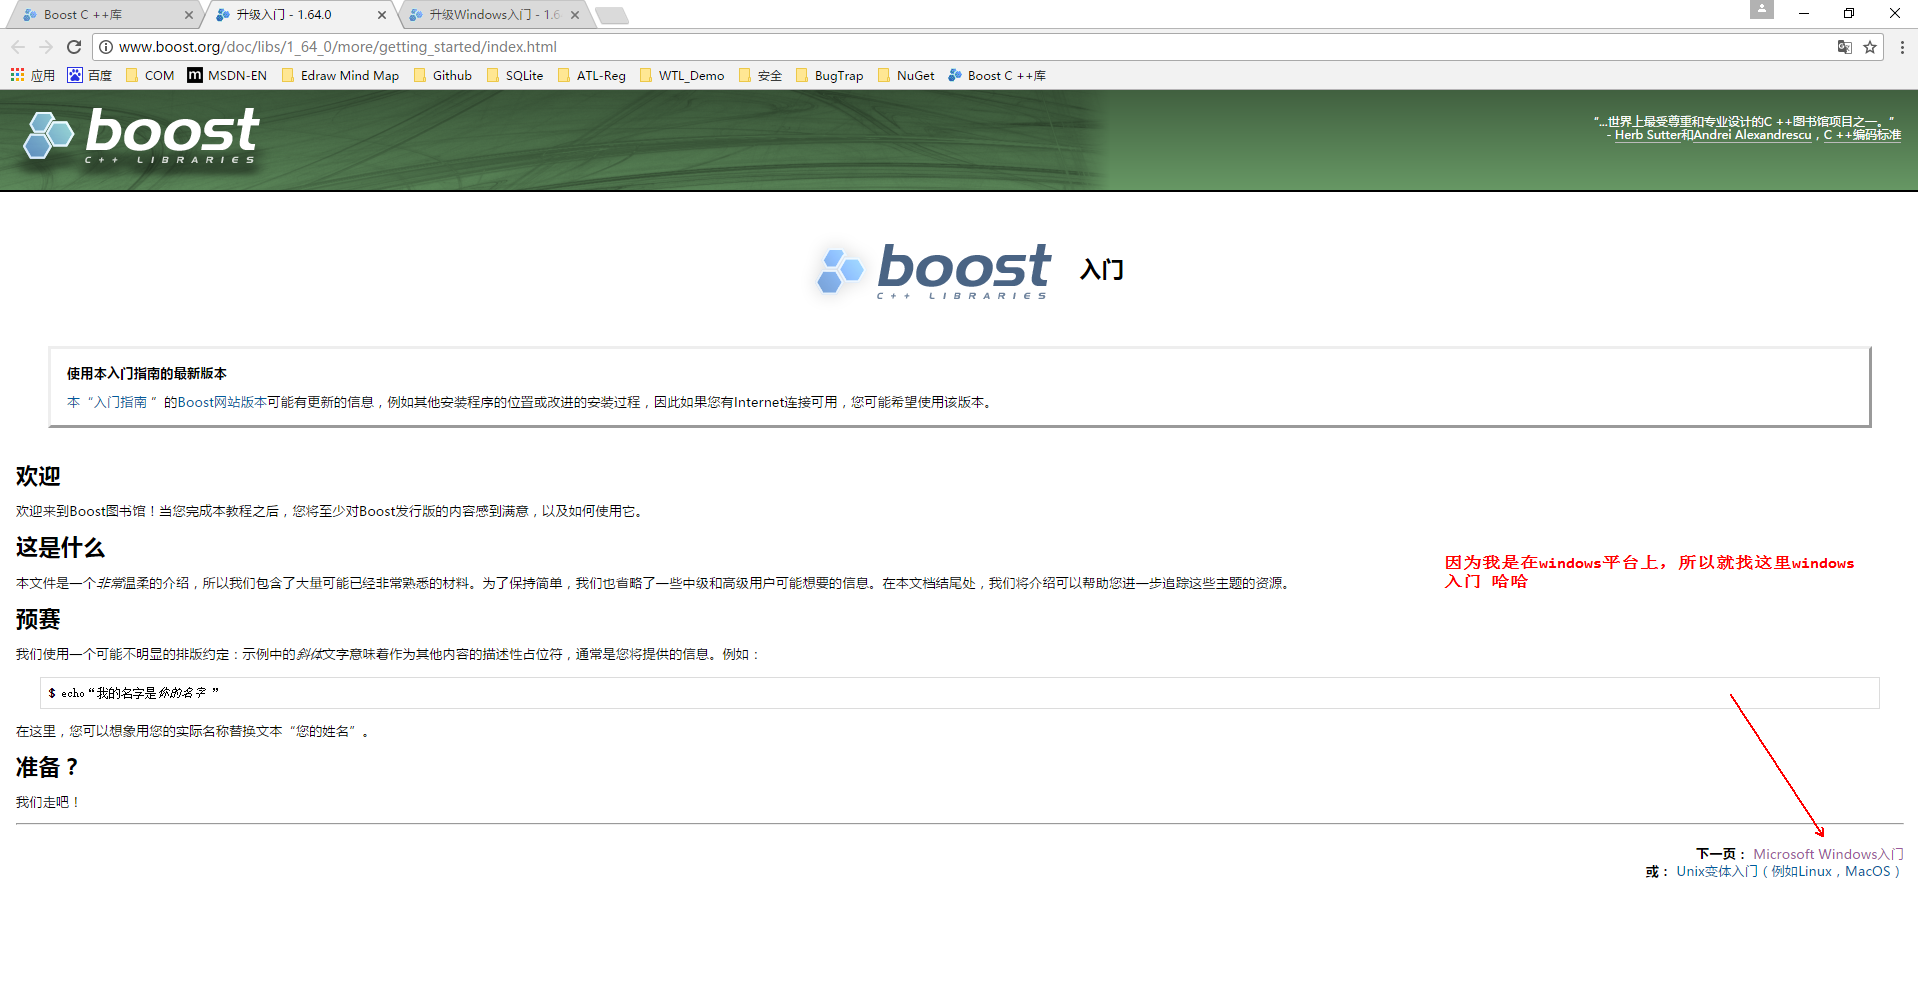 Boost C ++库
升级入门 - 1.64.0
升级Windows入门 - 1.6
www.boost.org/doc/libs/1_64_0/more/getting_started/index.html
应用 百度 COM MSDN-EN Edraw Mind Map Github SQLite ATL-Reg WTL_Demo 安全 BugTrap NuGet Boost C ++库
boost
C++ LIBRARIES
“...世界上最受尊重和专业设计的C ++图书馆项目之一。”
- Herb Sutter和Andrei Alexandrescu，C ++编码标准
boost 入门
C++ LIBRARIES
使用本入门指南的最新版本
本“入门指南 ”的Boost网站版本可能有更新的信息，例如其他安装程序的位置或改进的安装过程，因此如果您有Internet连接可用，您可能希望使用该版本。
欢迎
欢迎来到Boost图书馆！当您完成本教程之后，您将至少对Boost发行版的内容感到满意，以及如何使用它。
这是什么
本文件是一个非常温柔的介绍，所以我们包含了大量可能已经非常熟悉的材料。为了保持简单，我们也省略了一些中级和高级用户可能想要的信息。在本文档结尾处，我们将介绍可以帮助您进一步追踪这些主题的资源。
因为我是在windows平台上，所以就找这里windows
入门 哈哈
预赛
我们使用一个可能不明显的排版约定：示例中的斜体文字意味着作为其他内容的描述性占位符，通常是您将提供的信息。例如：
$ echo“我的名字是你的名字 ”
在这里，您可以想象用您的实际名称替换文本“您的姓名”。
准备？
我们走吧！
下一页： Microsoft Windows入门
或： Unix变体入门（例如Linux，MacOS）